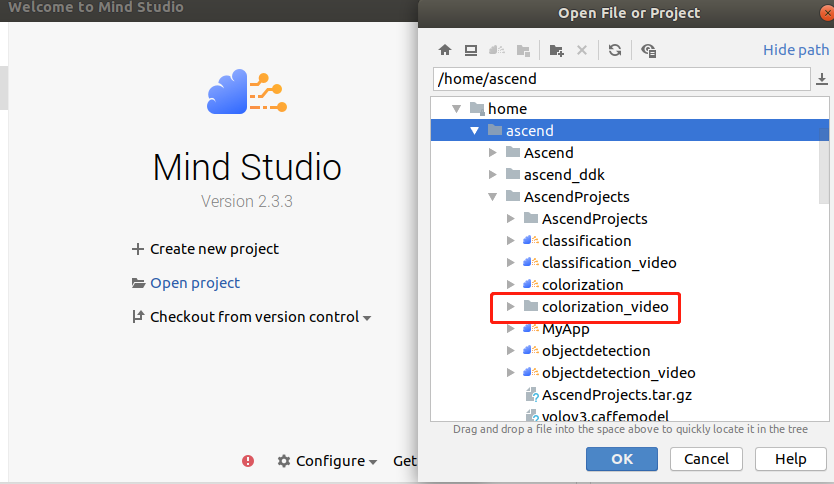 Welcome to Mind Studio
Mind Studio
Version 2.3.3
Create new project
Open project
Checkout from version control
Configure
Get
Open File or Project
Hide path
/home/ascend
home
ascend
Ascend
ascend_ddk
AscendProjects
AscendProjects
classification
classification_video
colorization
colorization_video
MyApp
objectdetection
objectdetection_video
AscendProjects.tar.gz
yolov3.caffemodel
Drag and drop a file into the space above to quickly locate it in the tree
OK
Cancel
Help